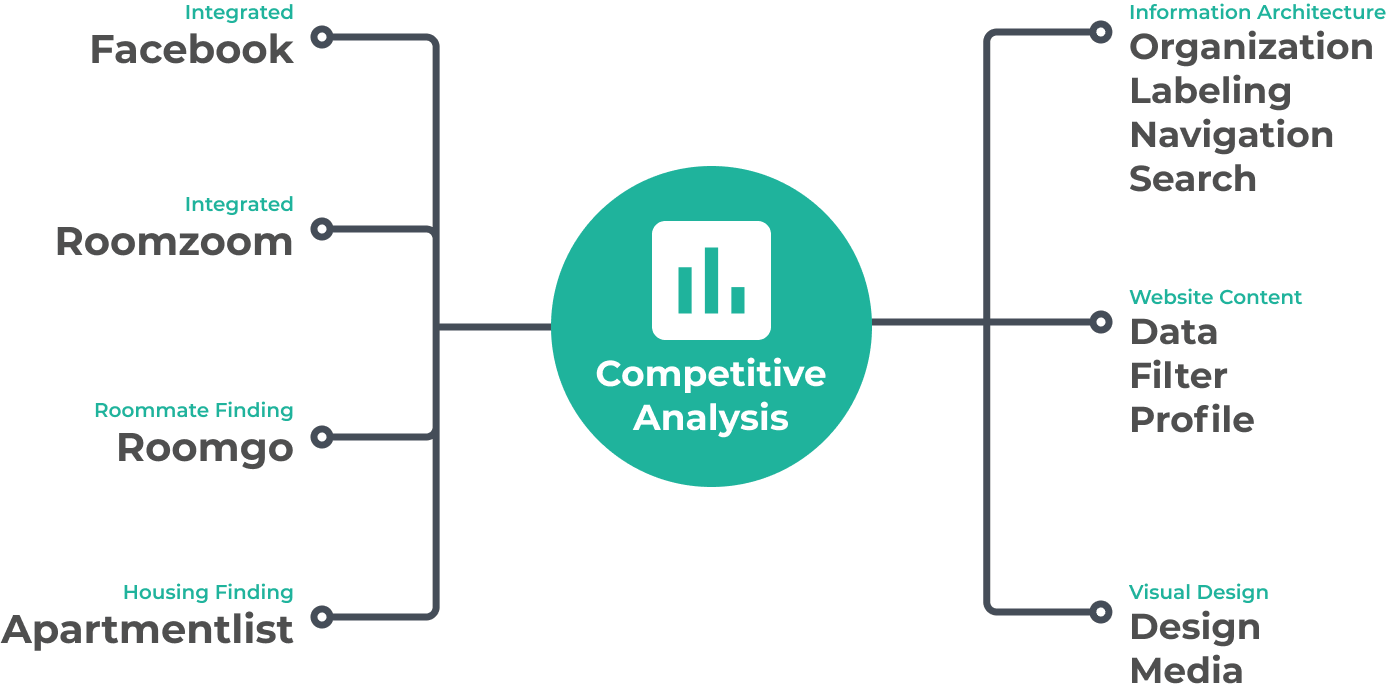 Integrated
Facebook
Integrated
Roomzoom
Roommate Finding
Roomgo
Housing Finding
Apartmentlist
Competitive
Analysis
Information Architecture
Organization
Labeling
Navigation
Search
Website Content
Data
Filter
Profile
Visual Design
Design
Media